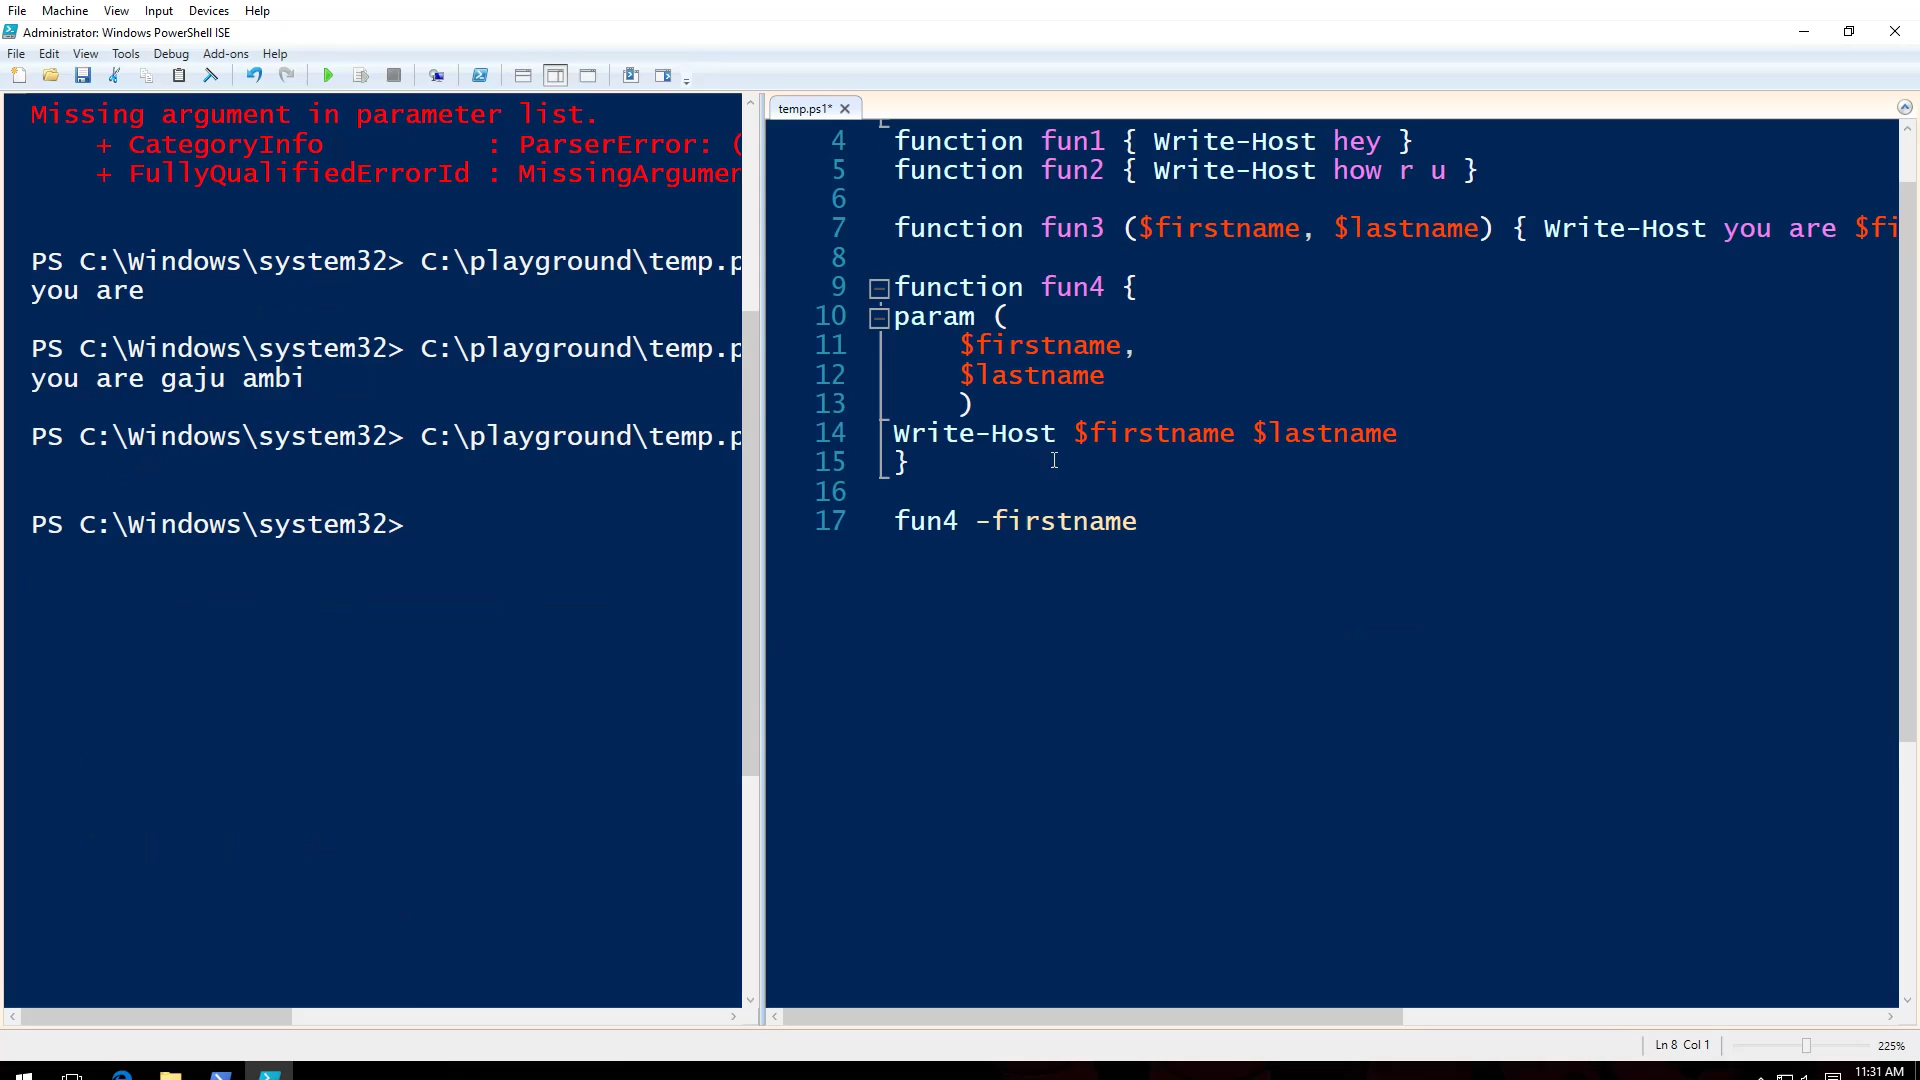 File Machine View Input Devices Help
Administrator: Windows PowerShell ISE
File Edit View Tools Debug Add-ons Help
Missing argument in parameter list.
+ CategoryInfo : ParserError: (
+ FullyQualifiedErrorId : MissingArgumen
PS C:\Windows\system32> C:\playground\temp.p
you are
PS C:\Windows\system32> C:\playground\temp.p
you are gaju ambi
PS C:\Windows\system32> C:\playground\temp.p
PS C:\Windows\system32>
temp.ps1*
4 function fun1 { Write-Host hey }
5 function fun2 { Write-Host how r u }
6
7 function fun3 ($firstname, $lastname) { Write-Host you are $fi
8
9 function fun4 {
10 param (
11 $firstname,
12 $lastname
13 )
14 Write-Host $firstname $lastname
15 }
16
17 fun4 -firstname
Ln 8 Col 1
225%
11:31 AM